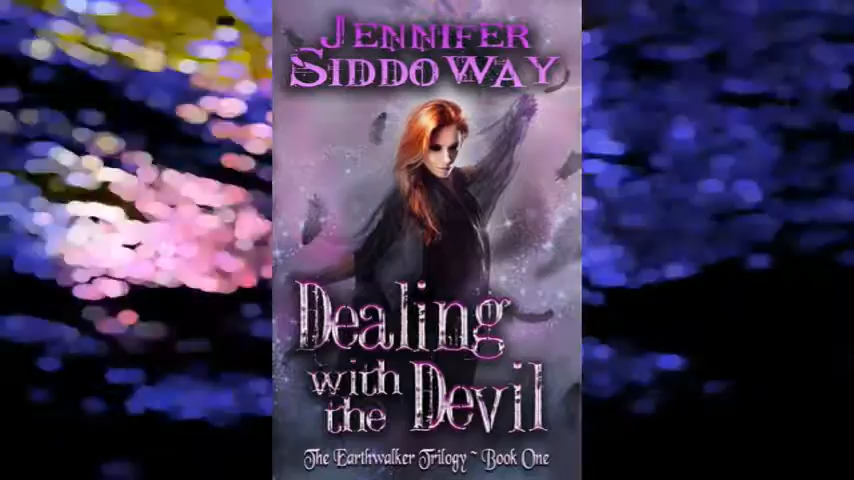 JENNIFER
SIDDOWAY
Dealing
with the Devil
The Earthwalker Trilogy ~ Book One